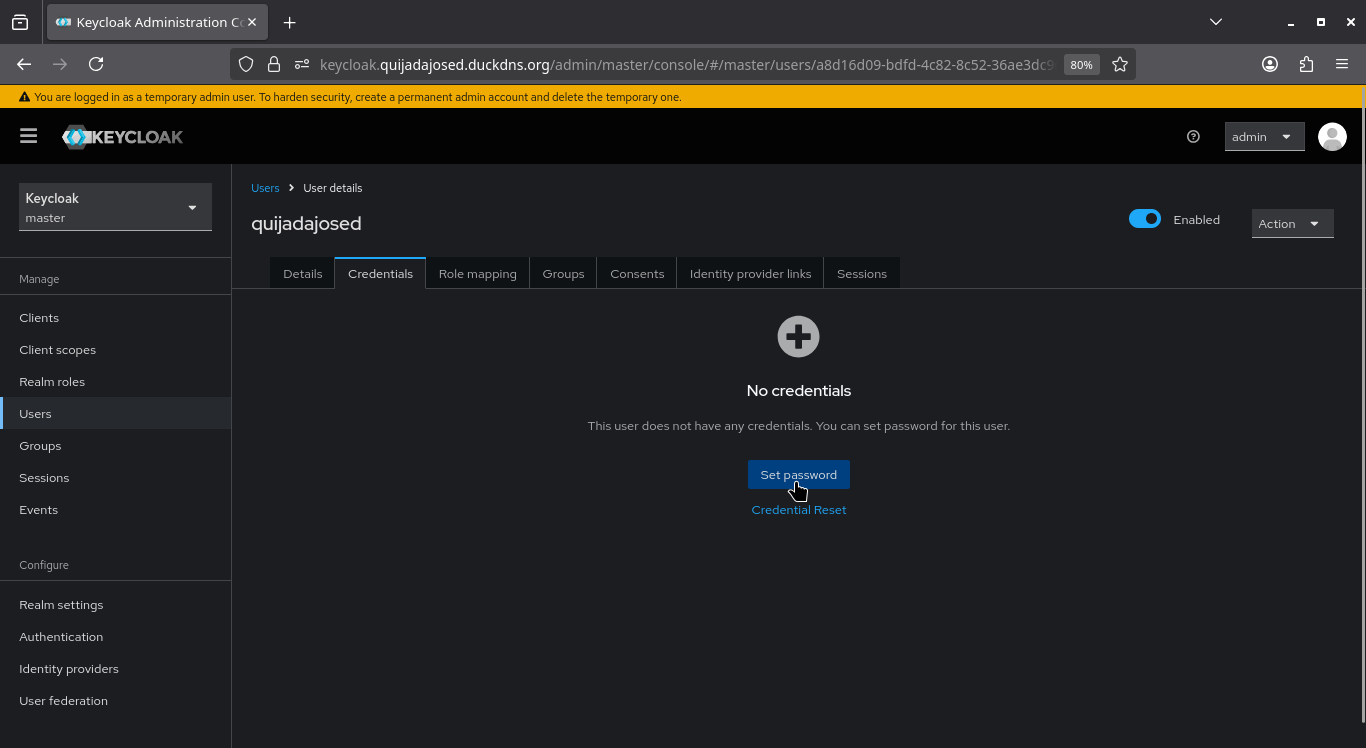 Keycloak Administration Co
keycloak.quijadajosed.duckdns.org/admin/master/console/#/master/users/a8d16d09-bdfd-4c82-8c52-36ae3dc9
80%
You are logged in as a temporary admin user. To harden security, create a permanent admin account and delete the temporary one.
KEYCLOAK
admin
Keycloak
master
Manage
Clients
Client scopes
Realm roles
Users
Groups
Sessions
Events
Configure
Realm settings
Authentication
Identity providers
User federation
Users > User details
quijadajosed
Enabled
Action
Details Credentials Role mapping Groups Consents Identity provider links Sessions
No credentials
This user does not have any credentials. You can set password for this user.
Set password
Credential Reset